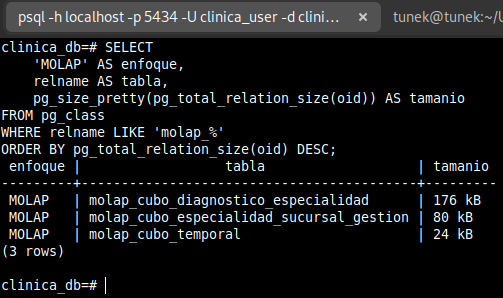 psql -h localhost -p 5434 -U clinica_user -d clini…
tunek@tunek: ~/U
clinica_db=# SELECT
    'MOLAP' AS enfoque,
    relname AS tabla,
    pg_size_pretty(pg_total_relation_size(oid)) AS tamanio
FROM pg_class
WHERE relname LIKE 'molap_%'
ORDER BY pg_total_relation_size(oid) DESC;
 enfoque |                  tabla                   | tamanio
---------+------------------------------------------+---------
 MOLAP   | molap_cubo_diagnostico_especialidad      | 176 kB
 MOLAP   | molap_cubo_especialidad_sucursal_gestion | 80 kB
 MOLAP   | molap_cubo_temporal                      | 24 kB
(3 rows)
clinica_db=#